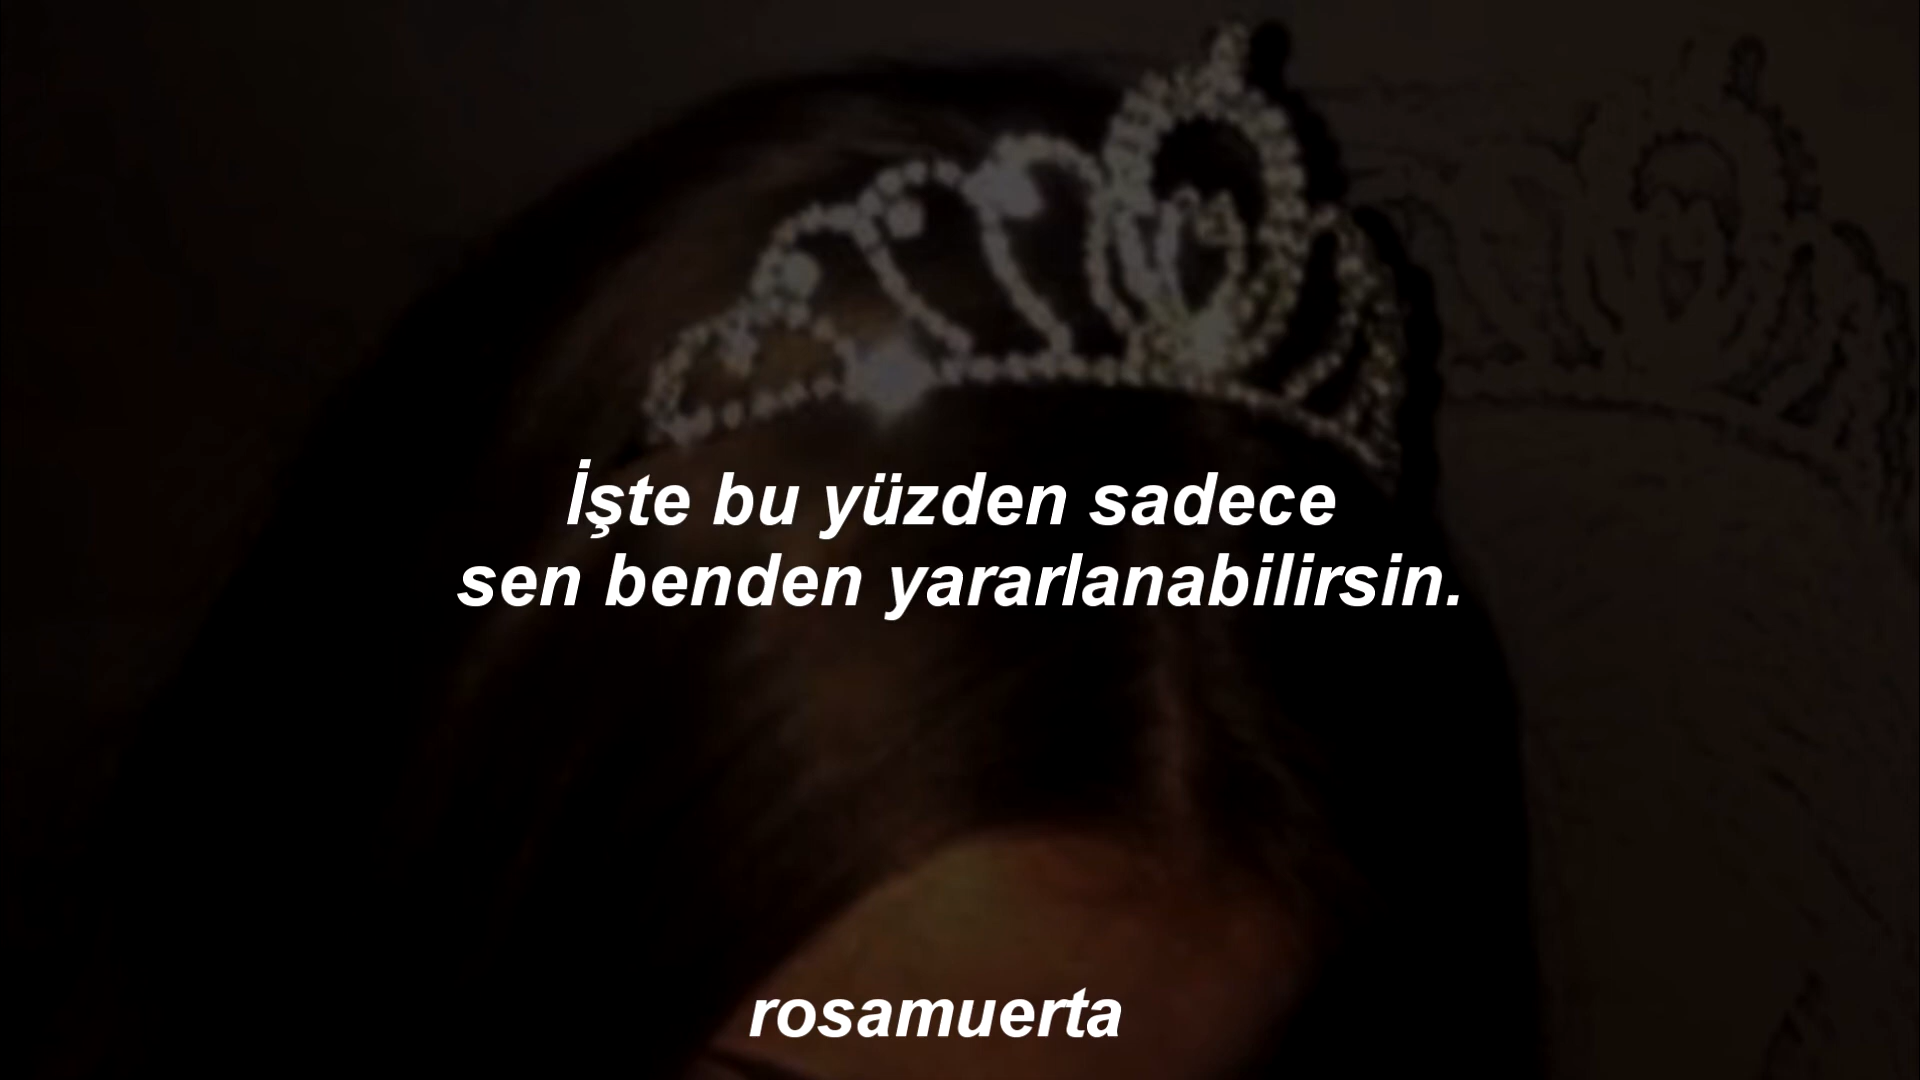 İşte bu yüzden sadece
sen benden yararlanabilirsin.
rosamuerta